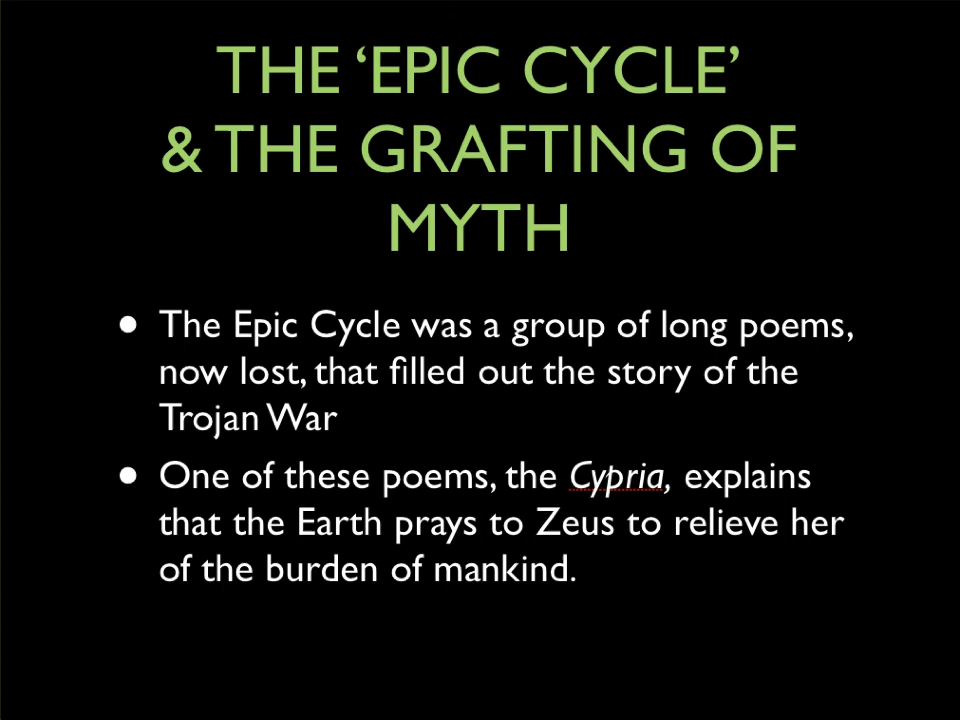 THE ‘EPIC CYCLE’
& THE GRAFTING OF
MYTH
• The Epic Cycle was a group of long poems,
now lost, that filled out the story of the
Trojan War
• One of these poems, the Cypria, explains
that the Earth prays to Zeus to relieve her
of the burden of mankind.